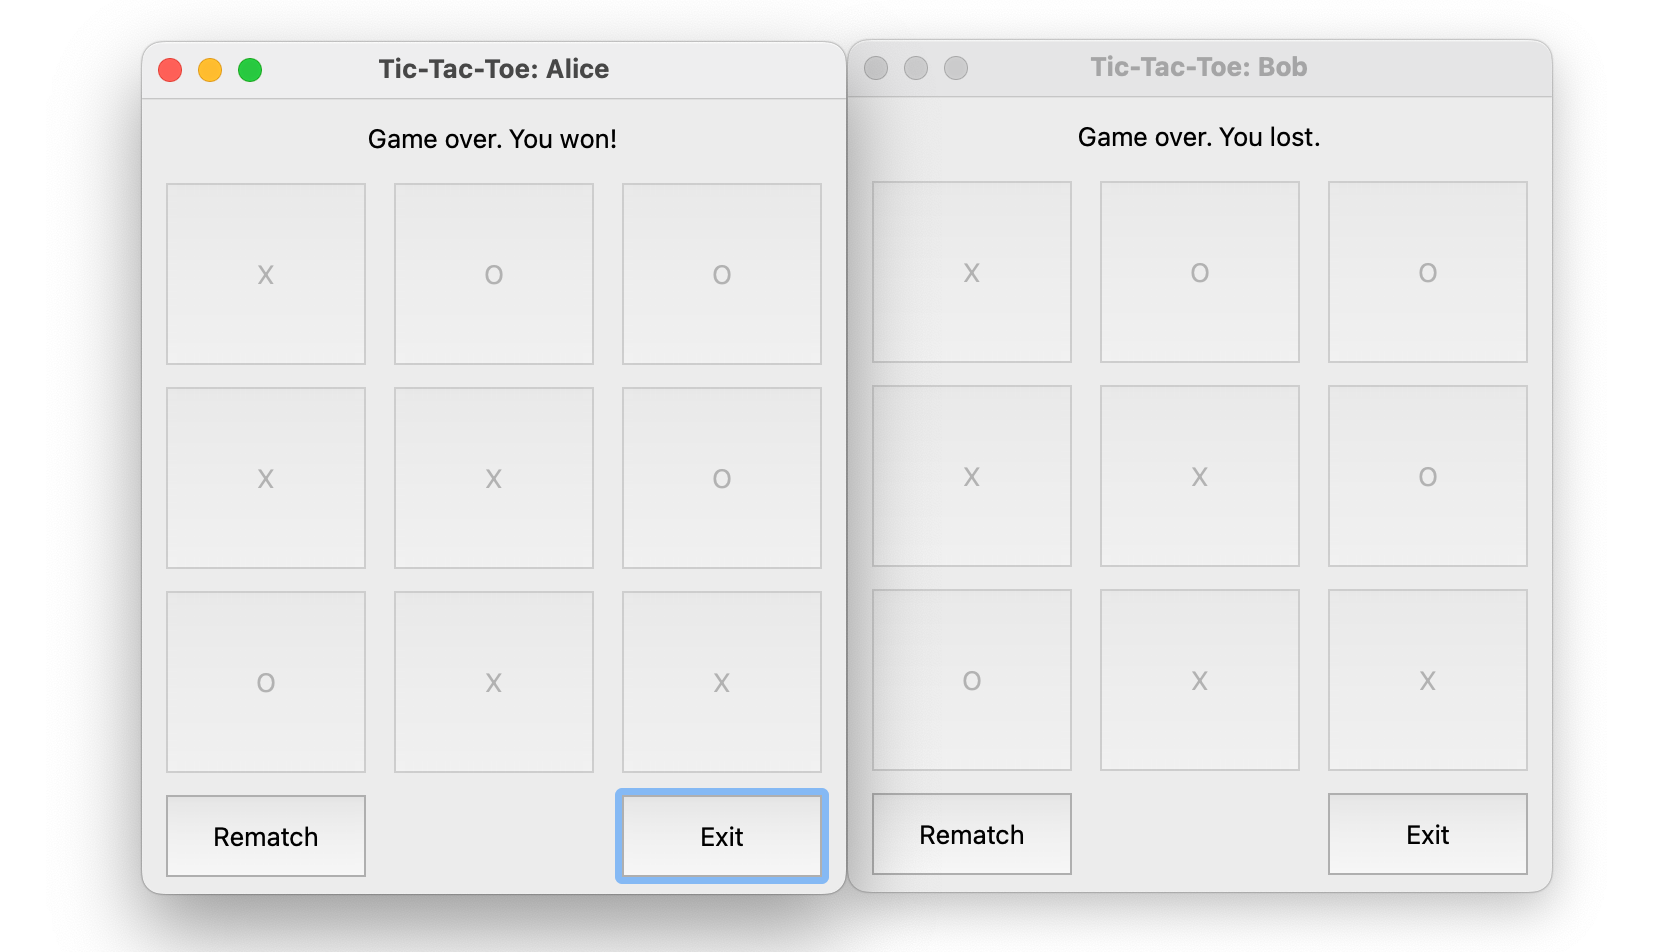 Tic-Tac-Toe: Alice
Game over. You won!
X O O
X X O
O X X
Rematch Exit
Tic-Tac-Toe: Bob
Game over. You lost.
X O O
X X O
O X X
Rematch Exit